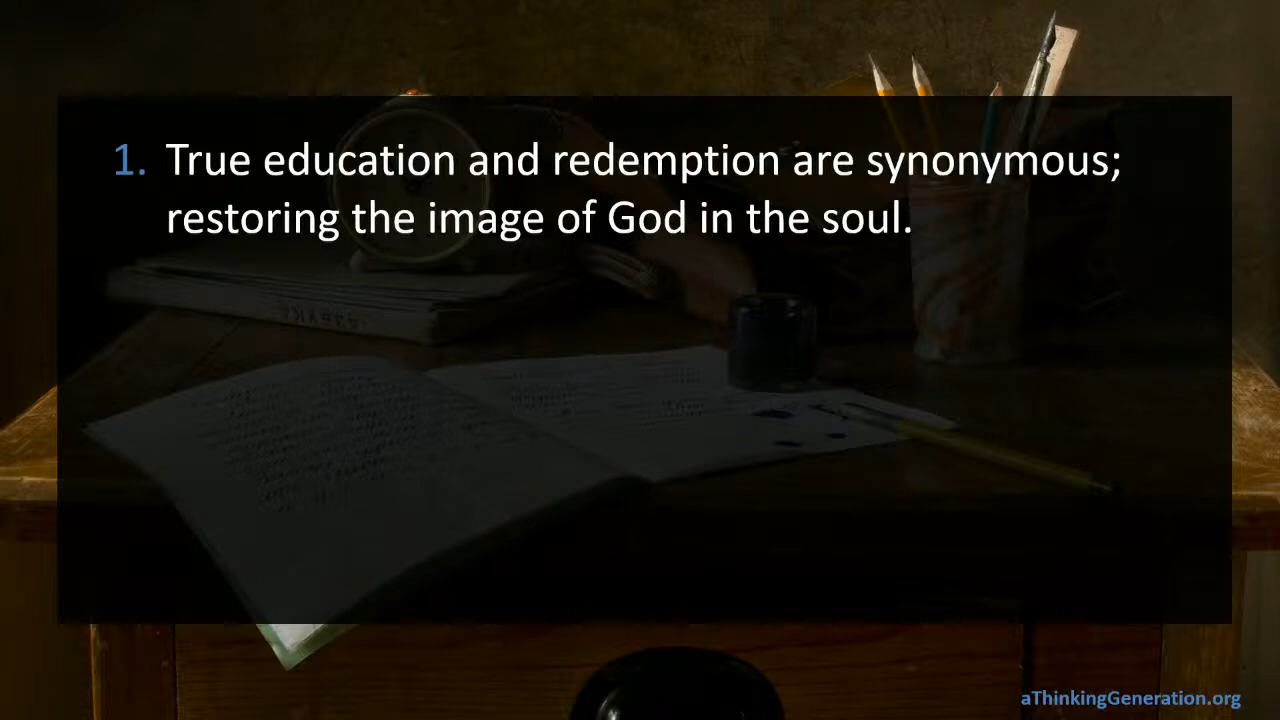 1. True education and redemption are synonymous;
restoring the image of God in the soul.
aThinkingGeneration.org